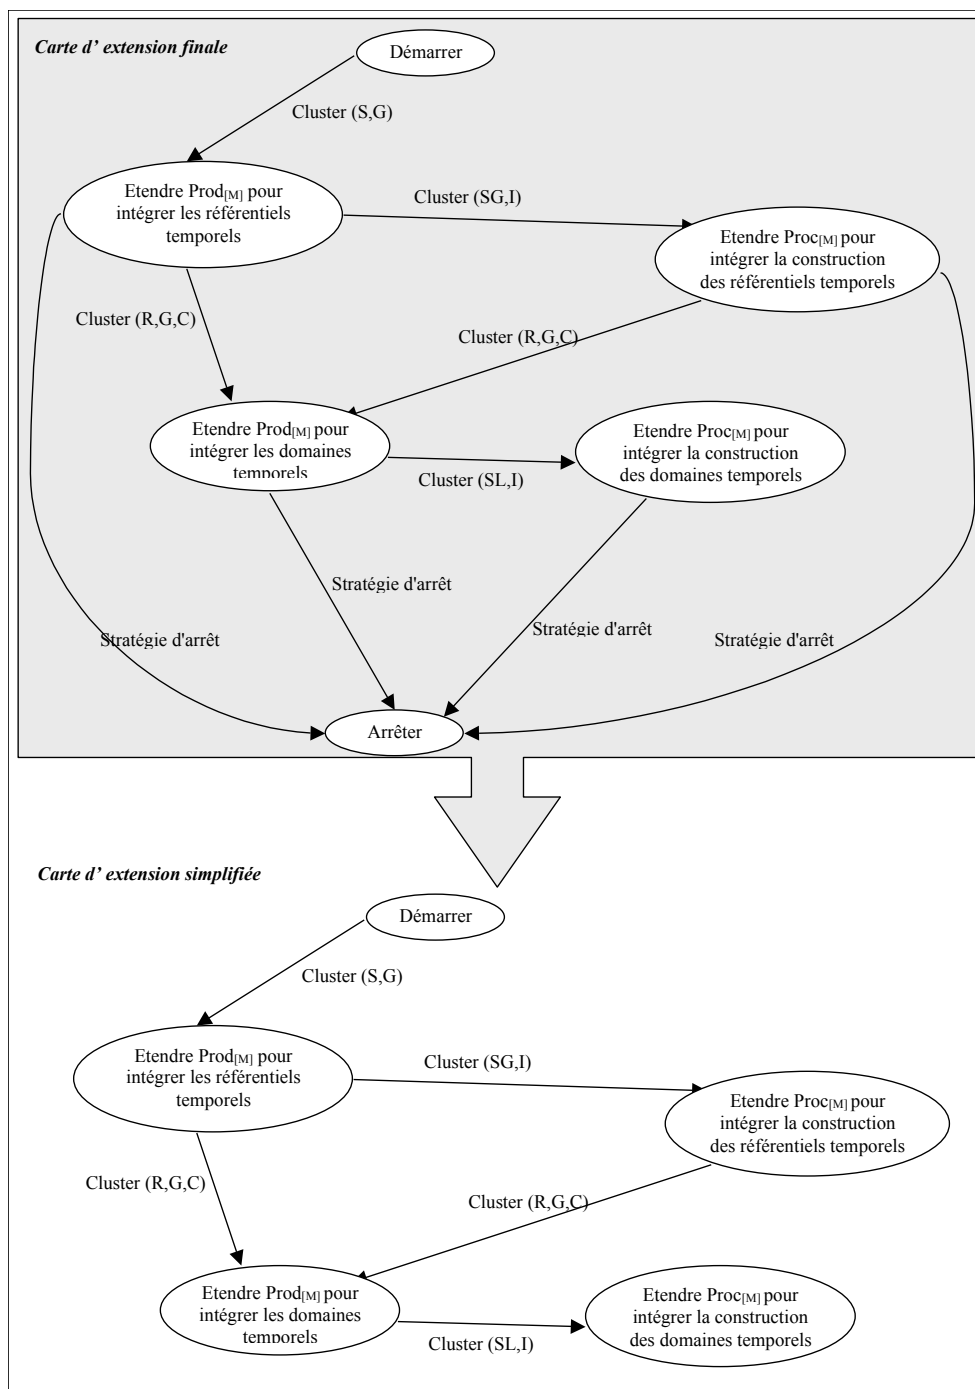 Carte d' extension finale
Démarrer
Cluster (S,G)
Etendre Prod[M] pour
intégrer les référentiels
temporels
Cluster (SG,I)
Etendre Proc[M] pour
intégrer la construction
des référentiels temporels
Cluster (R,G,C)
Cluster (R,G,C)
Etendre Prod[M] pour
intégrer les domaines
temporels
Cluster (SL,I)
Etendre Proc[M] pour
intégrer la construction
des domaines temporels
Stratégie d'arrêt
Stratégie d'arrêt
Stratégie d'arrêt
Stratégie d'arrêt
Arrêter
Carte d' extension simplifiée
Démarrer
Cluster (S,G)
Etendre Prod[M] pour
intégrer les référentiels
temporels
Cluster (SG,I)
Etendre Proc[M] pour
intégrer la construction
des référentiels temporels
Cluster (R,G,C)
Cluster (R,G,C)
Etendre Prod[M] pour
intégrer les domaines
temporels
Cluster (SL,I)
Etendre Proc[M] pour
intégrer la construction
des domaines temporels